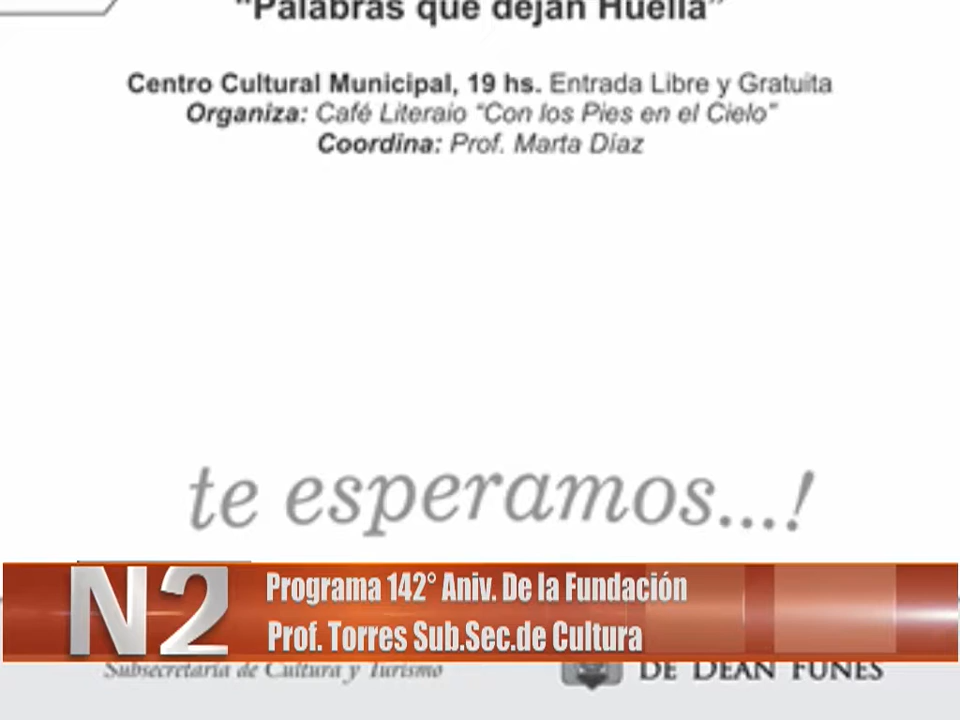 "Palabras que dejan Huella"
Centro Cultural Municipal, 19 hs. Entrada Libre y Gratuita
Organiza: Café Literaio "Con los Pies en el Cielo"
Coordina: Prof. Marta Díaz
te esperamos...!
N2
Programa 142° Aniv. De la Fundación
Prof. Torres Sub.Sec.de Cultura
Subsecretaría de Cultura y Turismo
DE DEAN FUNES